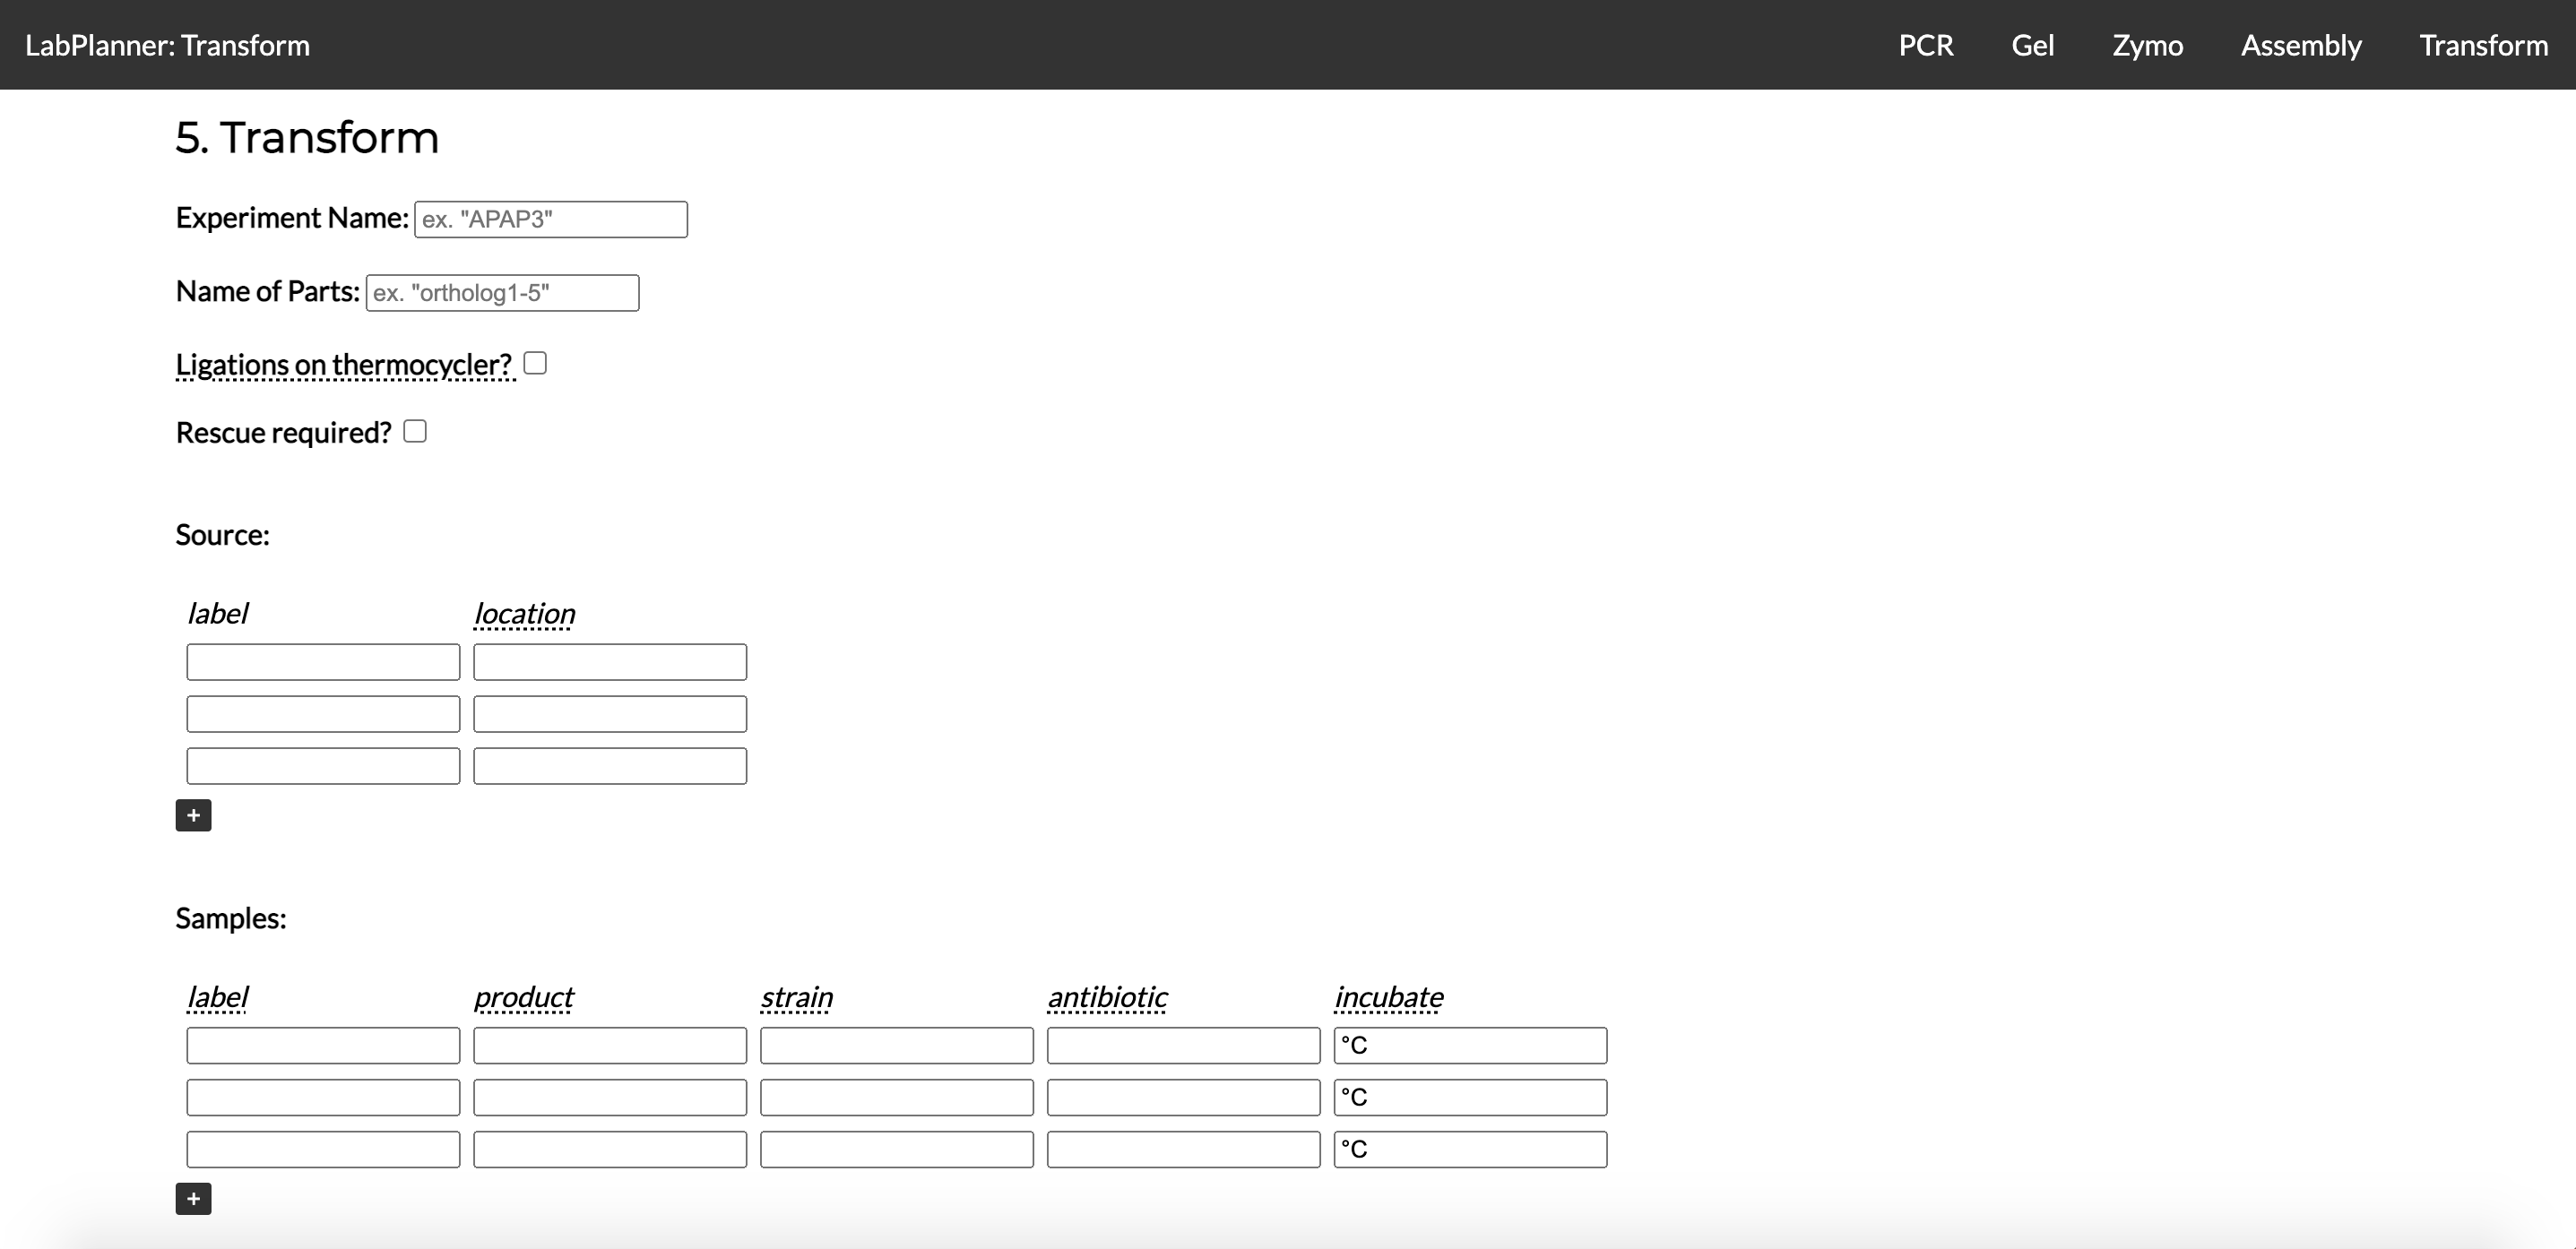 LabPlanner: Transform PCR Gel Zymo Assembly Transform
5. Transform
Experiment Name: ex. "APAP3"
Name of Parts: ex. "ortholog1-5"
Ligations on thermocycler?
Rescue required?
Source:
label location
+
Samples:
label product strain antibiotic incubate
°C
°C
°C
+